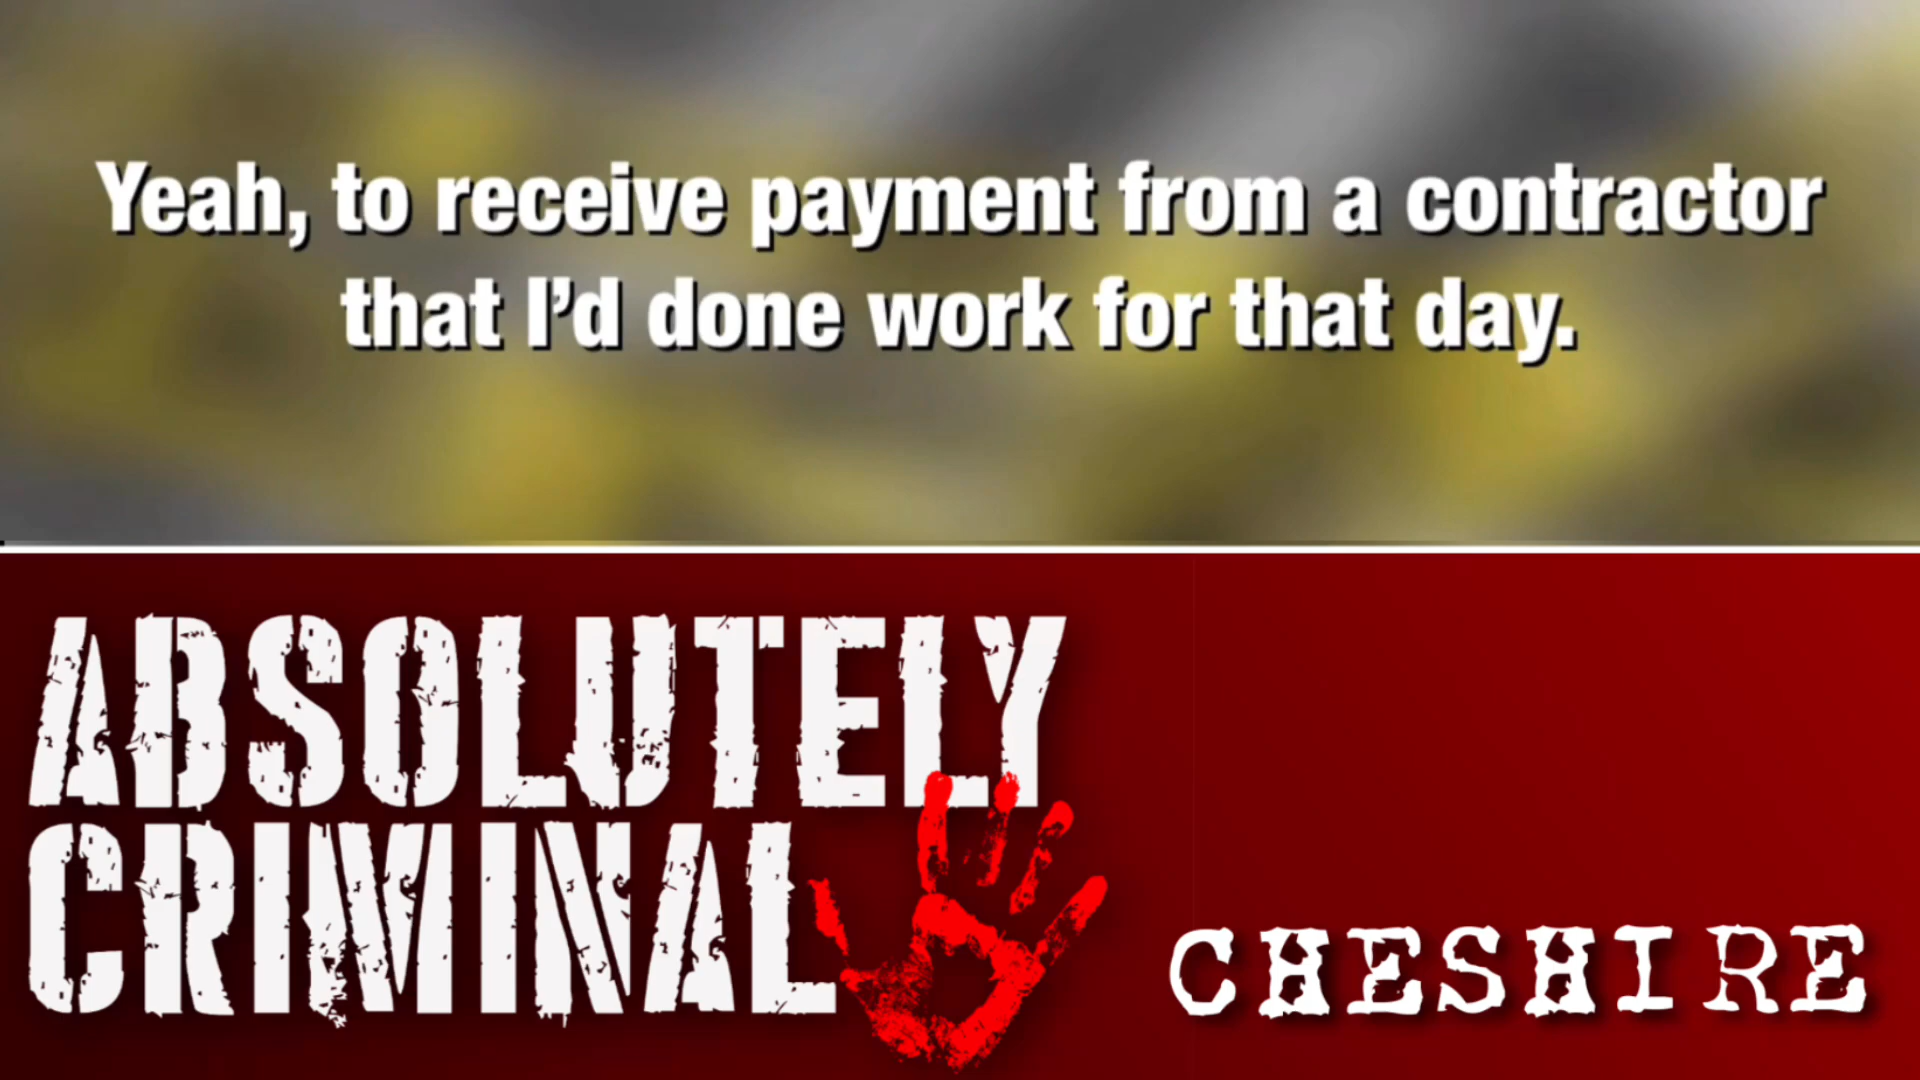 Yeah, to receive payment from a contractor
that I’d done work for that day.
ABSOLUTELY
CRIMINAL
CHESHIRE